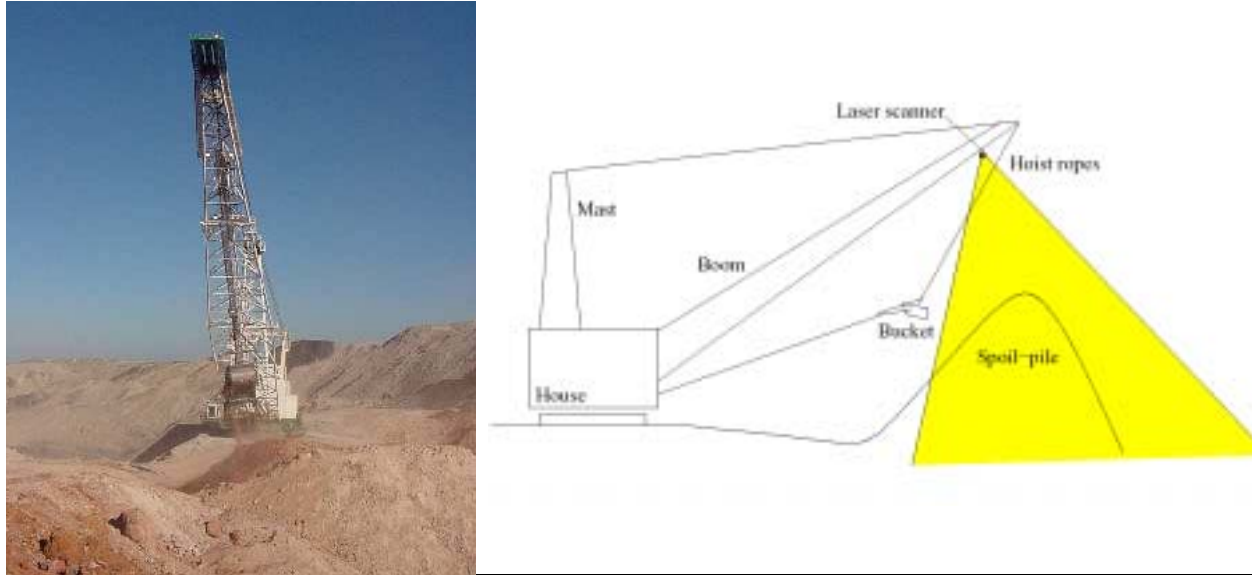 Laser scanner
Hoist ropes
Mast
Boom
Bucket
Spoil-pile
House